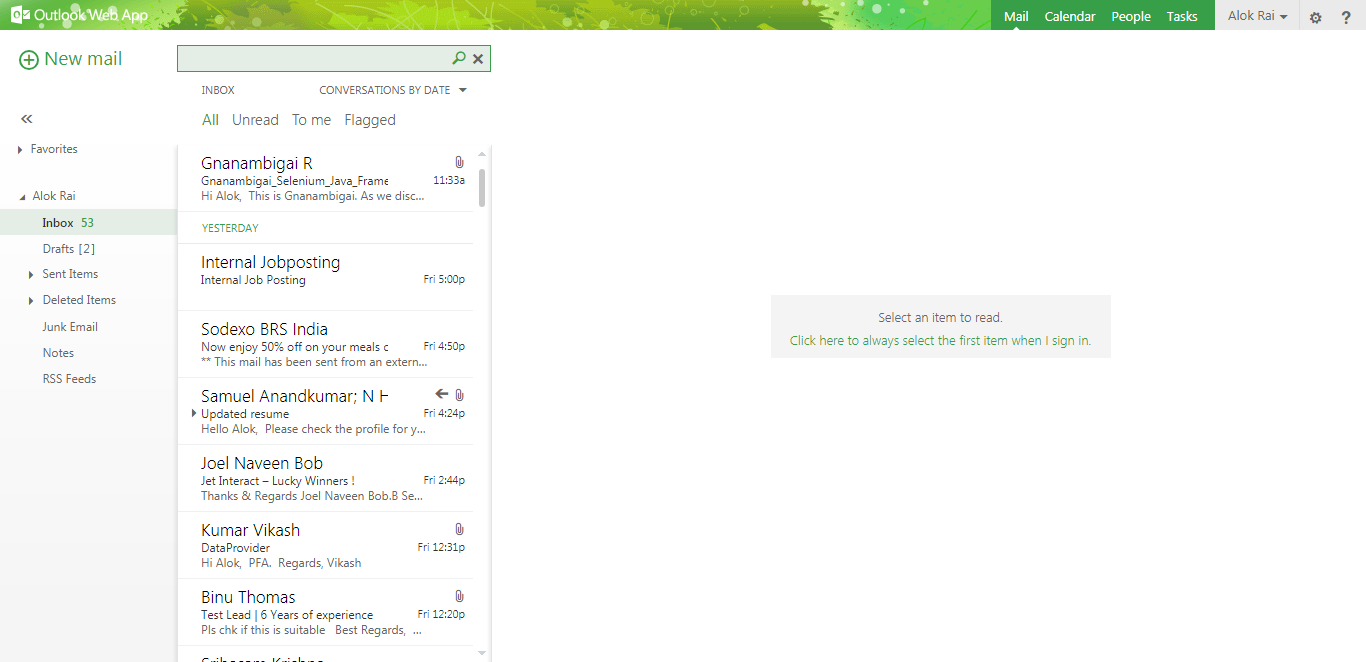 Outlook Web App
Mail Calendar People Tasks Alok Rai
New mail
INBOX CONVERSATIONS BY DATE
All Unread To me Flagged
Favorites
Alok Rai
Inbox 53
Drafts [2]
Sent Items
Deleted Items
Junk Email
Notes
RSS Feeds
Gnanambigai R
Gnanambigai_Selenium_Java_Frame 11:33a
Hi Alok, This is Gnanambigai. As we disc...
YESTERDAY
Internal Jobposting
Internal Job Posting Fri 5:00p
Sodexo BRS India
Now enjoy 50% off on your meals c Fri 4:50p
** This mail has been sent from an extern...
Samuel Anandkumar; N H
Updated resume Fri 4:24p
Hello Alok, Please check the profile for y...
Joel Naveen Bob
Jet Interact – Lucky Winners ! Fri 2:44p
Thanks & Regards Joel Naveen Bob.B Se...
Kumar Vikash
DataProvider Fri 12:31p
Hi Alok, PFA. Regards, Vikash
Binu Thomas
Test Lead | 6 Years of experience Fri 12:20p
Pls chk if this is suitable Best Regards, ...
Select an item to read.
Click here to always select the first item when I sign in.